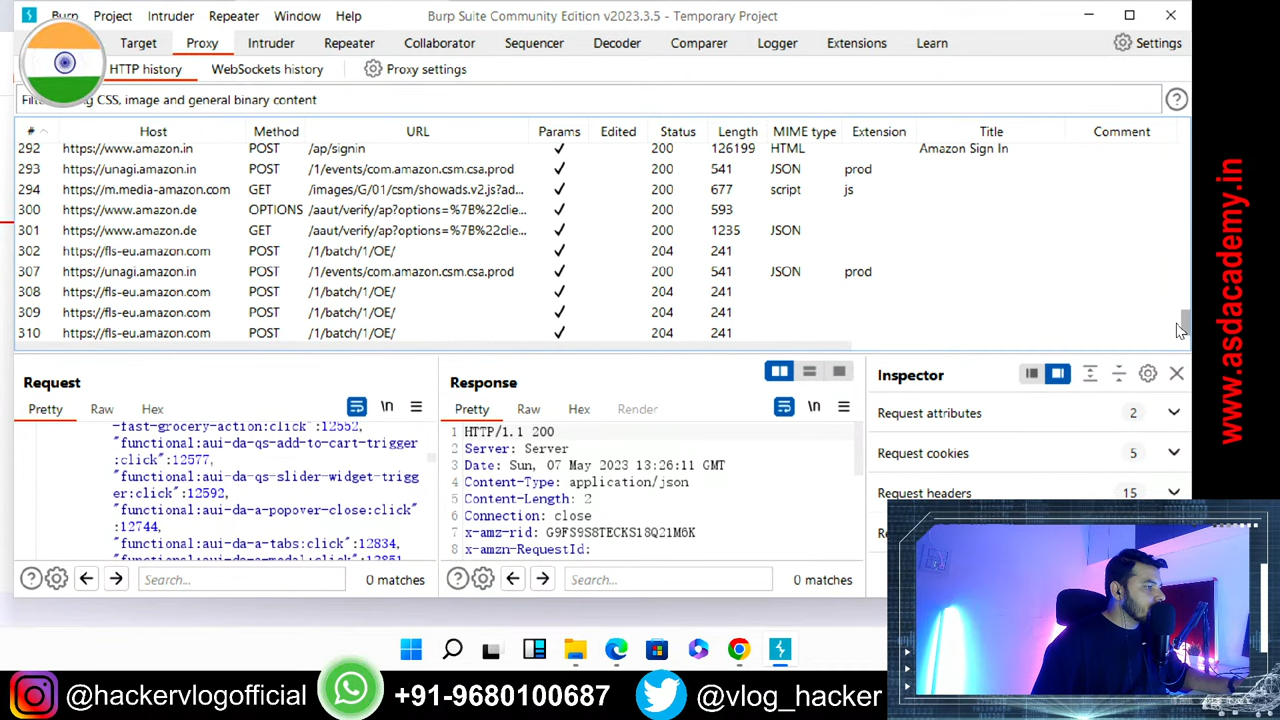 Burp Project Intruder Repeater Window Help Burp Suite Community Edition v2023.3.5 - Temporary Project
Target Proxy Intruder Repeater Collaborator Sequencer Decoder Comparer Logger Extensions Learn Settings
HTTP history WebSockets history Proxy settings
CSS, image and general binary content
# Host Method URL Params Edited Status Length MIME type Extension Title Comment
292 https://www.amazon.in POST /ap/signin ✓ 200 126199 HTML Amazon Sign In
293 https://unagi.amazon.in POST /1/events/com.amazon.csm.csa.prod ✓ 200 541 JSON prod
294 https://m.media-amazon.com GET /images/G/01/csm/showads.v2.js?ad... ✓ 200 677 script js
300 https://www.amazon.de OPTIONS /aaut/verify/ap?options=%7B%22clie... ✓ 200 593
301 https://www.amazon.de GET /aaut/verify/ap?options=%7B%22clie... ✓ 200 1235 JSON
302 https://fls-eu.amazon.com POST /1/batch/1/OE/ ✓ 204 241
307 https://unagi.amazon.in POST /1/events/com.amazon.csm.csa.prod ✓ 200 541 JSON prod
308 https://fls-eu.amazon.com POST /1/batch/1/OE/ ✓ 204 241
309 https://fls-eu.amazon.com POST /1/batch/1/OE/ ✓ 204 241
310 https://fls-eu.amazon.com POST /1/batch/1/OE/ ✓ 204 241
Request
Pretty Raw Hex \n
-fast-grocery-action:click":12552,
"functional:aui-da-qs-add-to-cart-trigger
:click":12577,
"functional:aui-da-qs-slider-widget-trigg
er:click":12592,
"functional:aui-da-a-popover-close:click"
:12744,
"functional:aui-da-a-tabs:click":12834,
Search... 0 matches
Response
Pretty Raw Hex Render \n
1 HTTP/1.1 200
2 Server: Server
3 Date: Sun, 07 May 2023 13:26:11 GMT
4 Content-Type: application/json
5 Content-Length: 2
6 Connection: close
7 x-amz-rid: G9FS9S8TECKS18Q21M6K
8 x-amzn-RequestId:
Search... 0 matches
Inspector
Request attributes 2
Request cookies 5
Request headers 15
www.asdacademy.in
@hackervlogofficial +91-9680100687 @vlog_hacker